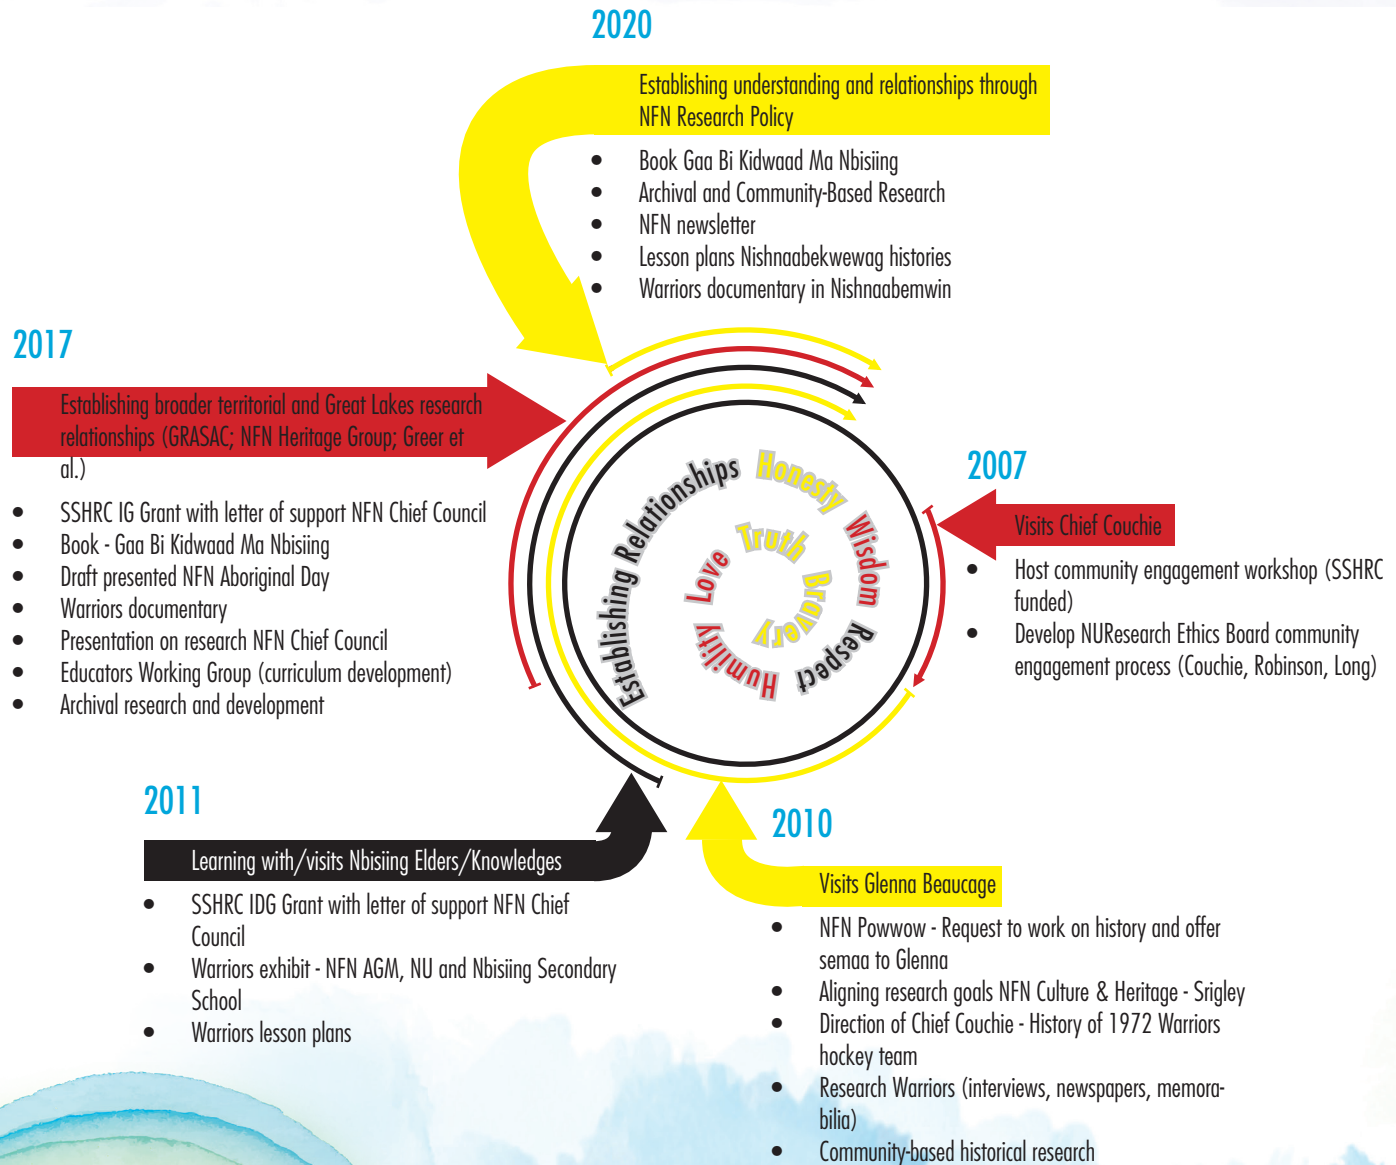 2020
Establishing understanding and relationships through
NFN Research Policy
• Book Gaa Bi Kidwaad Ma Nbisiing
• Archival and Community-Based Research
• NFN newsletter
• Lesson plans Nishnaabekwewag histories
• Warriors documentary in Nishnaabemwin
2017
Establishing broader territorial and Great Lakes research
relationships (GRASAC; NFN Heritage Group; Greer et
al.)
• SSHRC IG Grant with letter of support NFN Chief Council
• Book - Gaa Bi Kidwaad Ma Nbisiing
• Draft presented NFN Aboriginal Day
• Warriors documentary
• Presentation on research NFN Chief Council
• Educators Working Group (curriculum development)
• Archival research and development
Establishing Relationships Honesty Wisdom Respect Humility Love Truth Bravery
2007
Visits Chief Couchie
• Host community engagement workshop (SSHRC
funded)
• Develop NUResearch Ethics Board community
engagement process (Couchie, Robinson, Long)
2011
Learning with/visits Nbisiing Elders/Knowledges
• SSHRC IDG Grant with letter of support NFN Chief
Council
• Warriors exhibit - NFN AGM, NU and Nbisiing Secondary
School
• Warriors lesson plans
2010
Visits Glenna Beaucage
• NFN Powwow - Request to work on history and offer
semaa to Glenna
• Aligning research goals NFN Culture & Heritage - Srigley
• Direction of Chief Couchie - History of 1972 Warriors
hockey team
• Research Warriors (interviews, newspapers, memora-
bilia)
• Community-based historical research